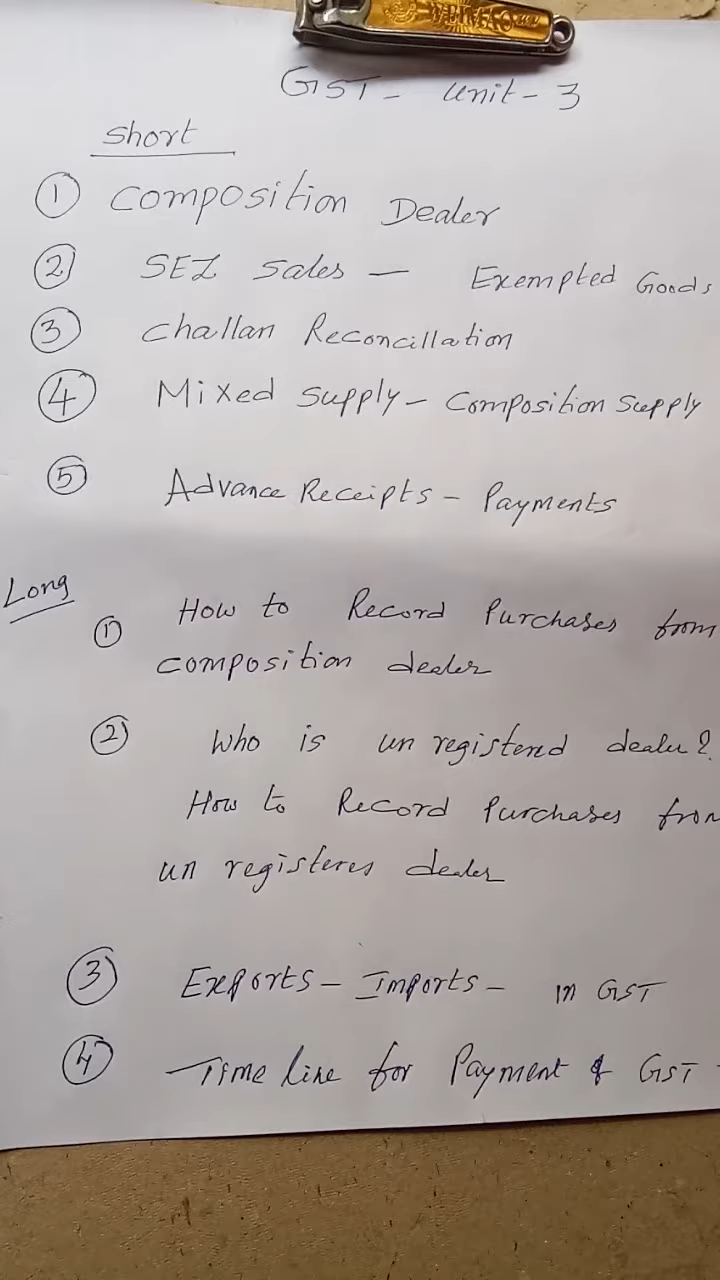 GST - Unit - 3
Short
① Composition Dealer
② SEZ Sales — Exempted Goods
③ Challan Reconcillation
④ Mixed Supply - Composition Supply
⑤ Advance Receipts - Payments
Long
① How to Record Purchases from
composition dealer
② Who is un registered dealer?
How to Record Purchases from
un registeres dealer
③ Exports - Imports - in GST
④ Time line for Payment of GST -